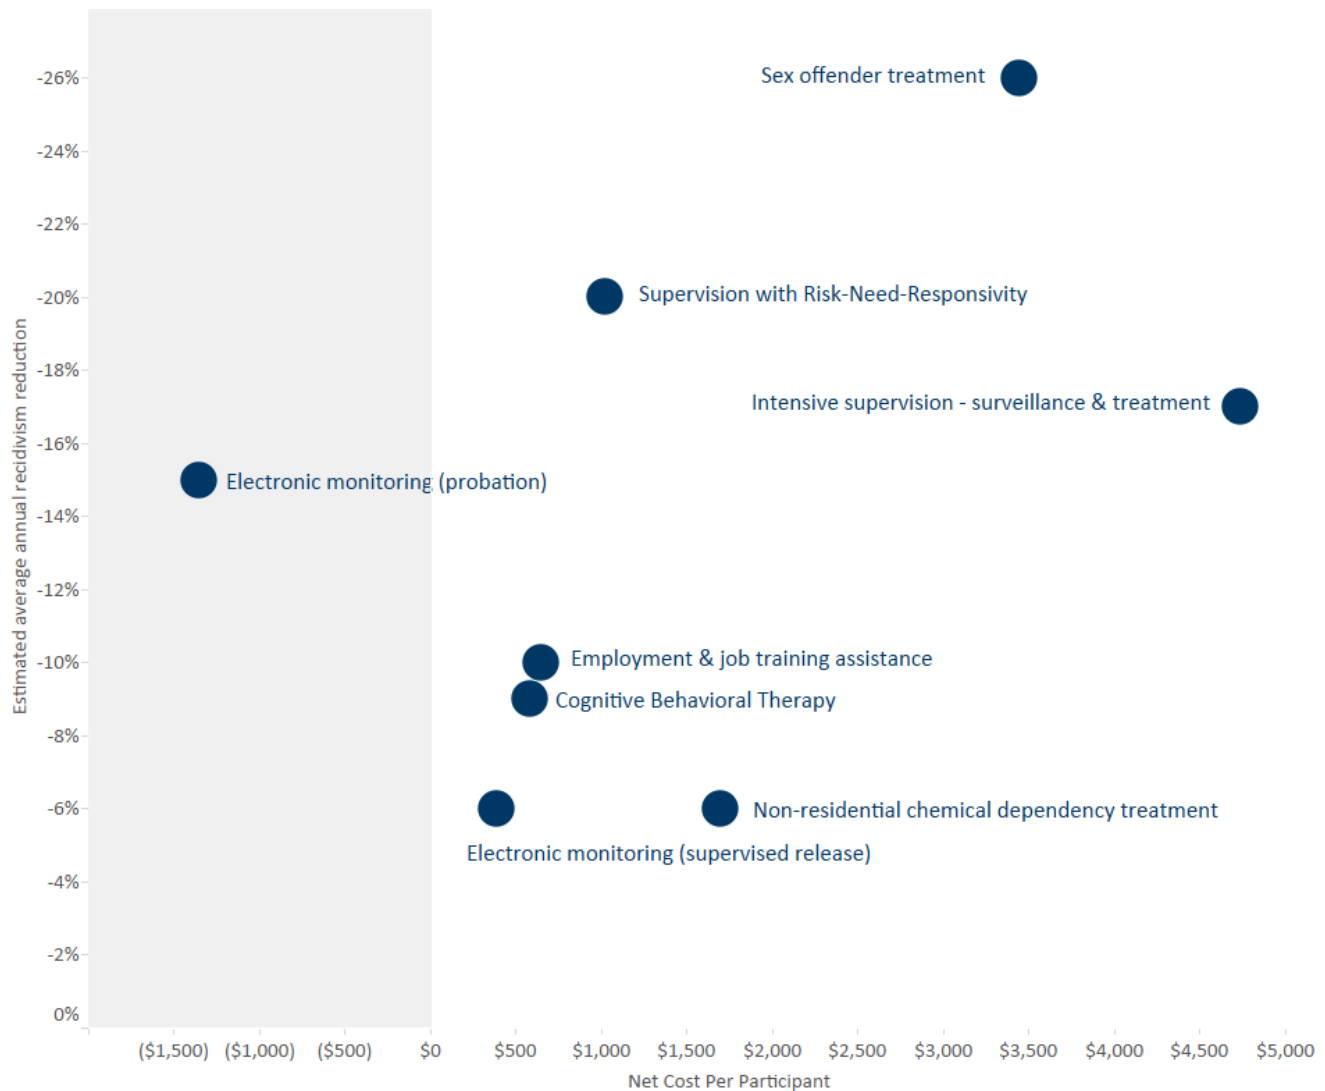 -26%
Sex offender treatment
-24%
-22%
-20%
Supervision with Risk-Need-Responsivity
-18%
Intensive supervision - surveillance & treatment
-16%
Electronic monitoring (probation)
-14%
-12%
-10%
Employment & job training assistance
Cognitive Behavioral Therapy
-8%
-6%
Non-residential chemical dependency treatment
Electronic monitoring (supervised release)
-4%
-2%
0%
Estimated average annual recidivism reduction
($1,500) ($1,000) ($500) $0 $500 $1,000 $1,500 $2,000 $2,500 $3,000 $3,500 $4,000 $4,500 $5,000
Net Cost Per Participant